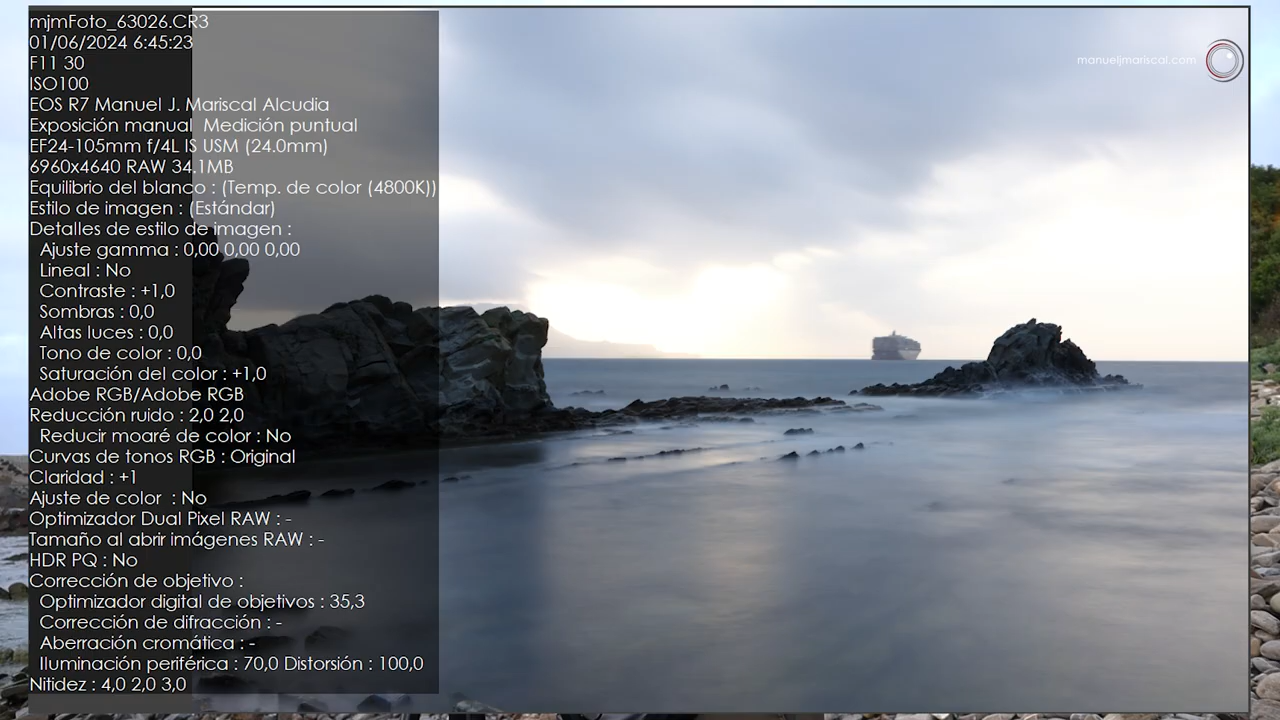 mjmFoto_63026.CR3
01/06/2024 6:45:23
F11 30
ISO100
EOS R7 Manuel J. Mariscal Alcudia
Exposición manual  Medición puntual
EF24-105mm f/4L IS USM (24.0mm)
6960x4640 RAW 34.1MB
Equilibrio del blanco : (Temp. de color (4800K))
Estilo de imagen : (Estándar)
Detalles de estilo de imagen :
Ajuste gamma : 0,00 0,00 0,00
Lineal : No
Contraste : +1,0
Sombras : 0,0
Altas luces : 0,0
Tono de color : 0,0
Saturación del color : +1,0
Adobe RGB/Adobe RGB
Reducción ruido : 2,0 2,0
Reducir moaré de color : No
Curvas de tonos RGB : Original
Claridad : +1
Ajuste de color  : No
Optimizador Dual Pixel RAW : -
Tamaño al abrir imágenes RAW : -
HDR PQ : No
Corrección de objetivo :
Optimizador digital de objetivos : 35,3
Corrección de difracción : -
Aberración cromática : -
Iluminación periférica : 70,0 Distorsión : 100,0
Nitidez : 4,0 2,0 3,0
manueljmariscal.com